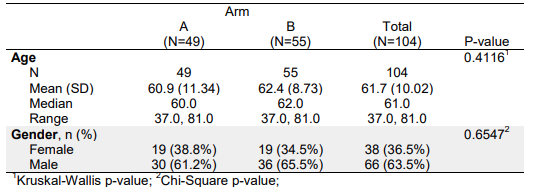 Arm
A B Total
(N=49) (N=55) (N=104) P-value
Age 0.4116¹
N 49 55 104
Mean (SD) 60.9 (11.34) 62.4 (8.73) 61.7 (10.02)
Median 60.0 62.0 61.0
Range 37.0, 81.0 37.0, 81.0 37.0, 81.0
Gender, n (%) 0.6547²
Female 19 (38.8%) 19 (34.5%) 38 (36.5%)
Male 30 (61.2%) 36 (65.5%) 66 (63.5%)
¹Kruskal-Wallis p-value; ²Chi-Square p-value;